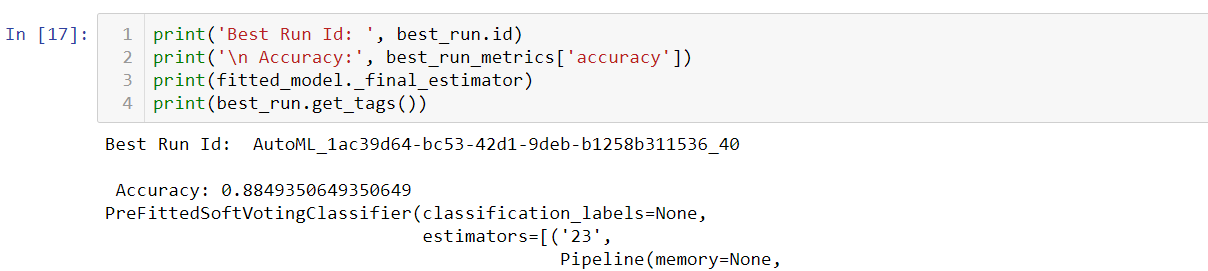 In [17]:
1 print('Best Run Id: ', best_run.id)
2 print('\n Accuracy:', best_run_metrics['accuracy'])
3 print(fitted_model._final_estimator)
4 print(best_run.get_tags())
Best Run Id:  AutoML_1ac39d64-bc53-42d1-9deb-b1258b311536_40
 Accuracy: 0.8849350649350649
PreFittedSoftVotingClassifier(classification_labels=None,
                              estimators=[('23',
                                           Pipeline(memory=None,